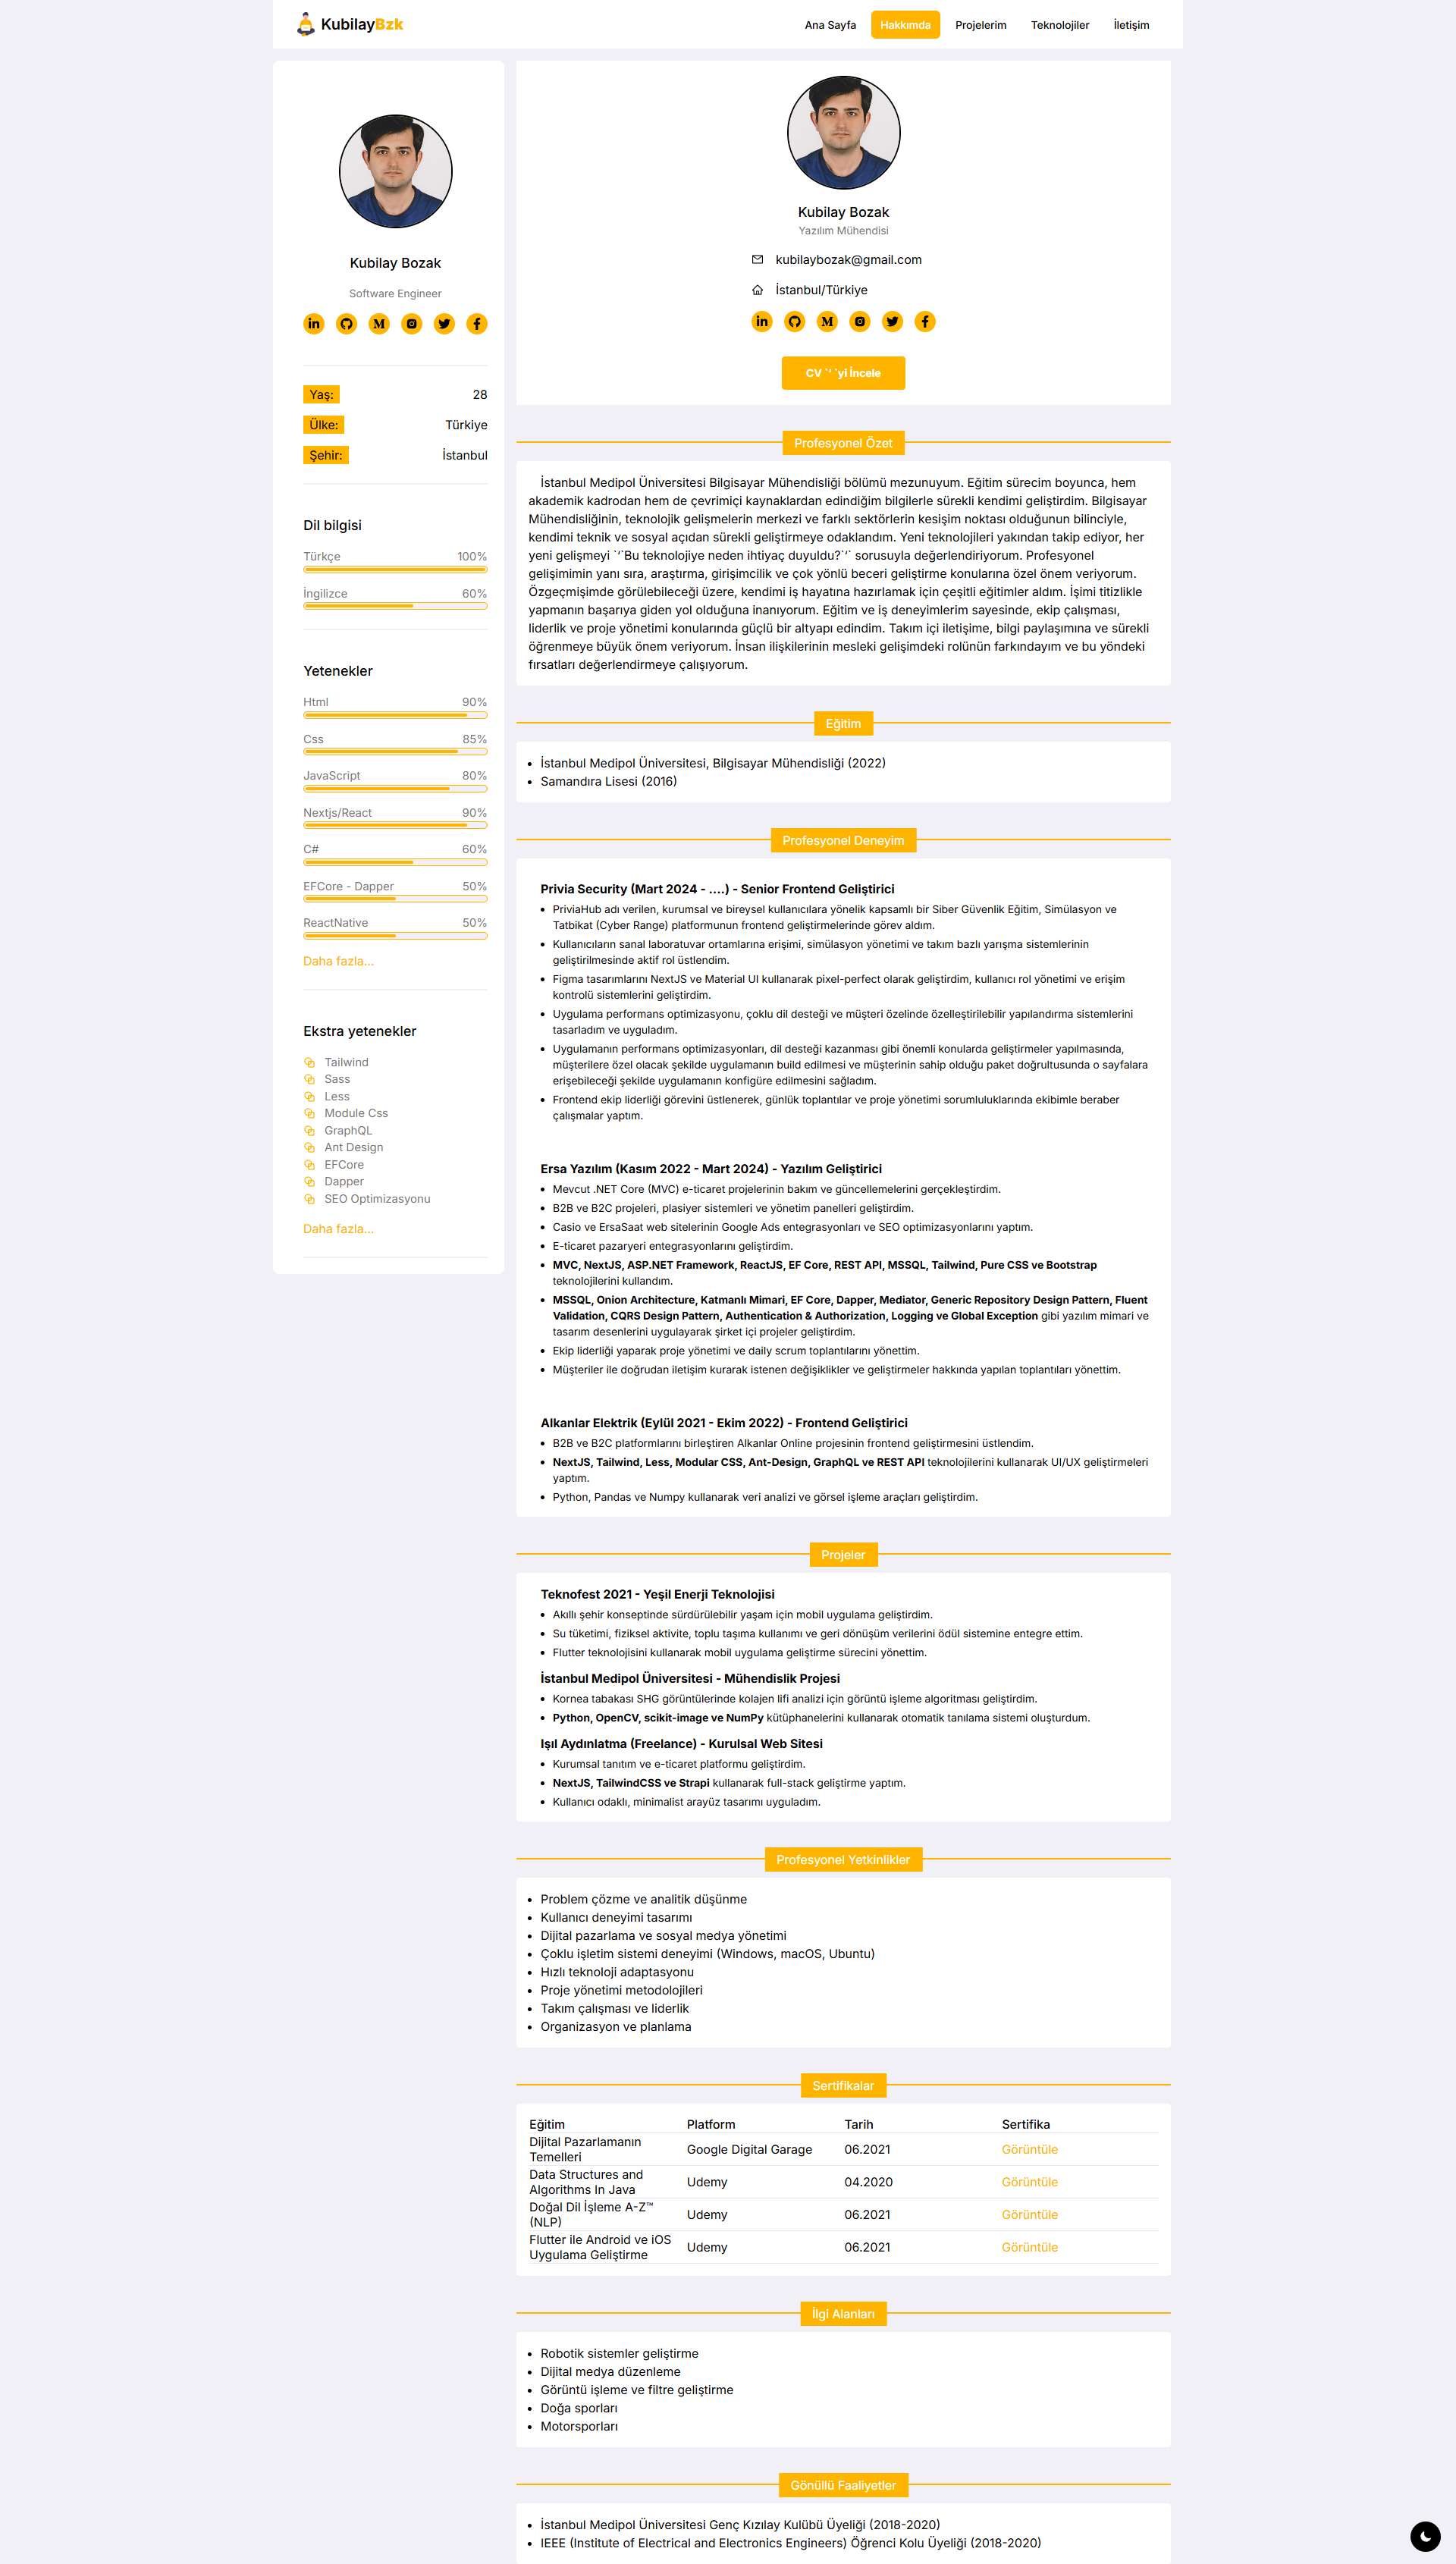 KubilayBzk
Ana Sayfa
Hakkımda
Projelerim
Teknolojiler
İletişim
Kubilay Bozak
Software Engineer
Yaş: 28
Ülke: Türkiye
Şehir: İstanbul
Dil bilgisi
Türkçe 100%
İngilizce 60%
Yetenekler
Html 90%
Css 85%
JavaScript 80%
Nextjs/React 90%
C# 60%
EFCore - Dapper 50%
ReactNative 50%
Daha fazla...
Ekstra yetenekler
Tailwind
Sass
Less
Module Css
GraphQL
Ant Design
EFCore
Dapper
SEO Optimizasyonu
Daha fazla...
Kubilay Bozak
Yazılım Mühendisi
kubilaybozak@gmail.com
İstanbul/Türkiye
CV `'`yi İncele
Profesyonel Özet
İstanbul Medipol Üniversitesi Bilgisayar Mühendisliği bölümü mezunuyum. Eğitim sürecim boyunca, hem
akademik kadrodan hem de çevrimiçi kaynaklardan edindiğim bilgilerle sürekli kendimi geliştirdim. Bilgisayar
Mühendisliğinin, teknolojik gelişmelerin merkezi ve farklı sektörlerin kesişim noktası olduğunun bilinciyle,
kendimi teknik ve sosyal açıdan sürekli geliştirmeye odaklandım. Yeni teknolojileri yakından takip ediyor, her
yeni gelişmeyi `'`Bu teknolojiye neden ihtiyaç duyuldu?`'` sorusuyla değerlendiriyorum. Profesyonel
gelişimimin yanı sıra, araştırma, girişimcilik ve çok yönlü beceri geliştirme konularına özel önem veriyorum.
Özgeçmişimde görülebileceği üzere, kendimi iş hayatına hazırlamak için çeşitli eğitimler aldım. İşimi titizlikle
yapmanın başarıya giden yol olduğuna inanıyorum. Eğitim ve iş deneyimlerim sayesinde, ekip çalışması,
liderlik ve proje yönetimi konularında güçlü bir altyapı edindim. Takım içi iletişime, bilgi paylaşımına ve sürekli
öğrenmeye büyük önem veriyorum. İnsan ilişkilerinin mesleki gelişimdeki rolünün farkındayım ve bu yöndeki
fırsatları değerlendirmeye çalışıyorum.
Eğitim
İstanbul Medipol Üniversitesi, Bilgisayar Mühendisliği (2022)
Samandıra Lisesi (2016)
Profesyonel Deneyim
Privia Security (Mart 2024 - ....) - Senior Frontend Geliştirici
PriviaHub adı verilen, kurumsal ve bireysel kullanıcılara yönelik kapsamlı bir Siber Güvenlik Eğitim, Simülasyon ve
Tatbikat (Cyber Range) platformunun frontend geliştirmelerinde görev aldım.
Kullanıcıların sanal laboratuvar ortamlarına erişimi, simülasyon yönetimi ve takım bazlı yarışma sistemlerinin
geliştirilmesinde aktif rol üstlendim.
Figma tasarımlarını NextJS ve Material UI kullanarak pixel-perfect olarak geliştirdim, kullanıcı rol yönetimi ve erişim
kontrolü sistemlerini geliştirdim.
Uygulama performans optimizasyonu, çoklu dil desteği ve müşteri özelinde özelleştirilebilir yapılandırma sistemlerini
tasarladım ve uyguladım.
Uygulamanın performans optimizasyonları, dil desteği kazanması gibi önemli konularda geliştirmeler yapılmasında,
müşterilere özel olacak şekilde uygulamanın build edilmesi ve müşterinin sahip olduğu paket doğrultusunda o sayfalara
erişebileceği şekilde uygulamanın konfigüre edilmesini sağladım.
Frontend ekip liderliği görevini üstlenerek, günlük toplantılar ve proje yönetimi sorumluluklarında ekibimle beraber
çalışmalar yaptım.
Ersa Yazılım (Kasım 2022 - Mart 2024) - Yazılım Geliştirici
Mevcut .NET Core (MVC) e-ticaret projelerinin bakım ve güncellemelerini gerçekleştirdim.
B2B ve B2C projeleri, plasiyer sistemleri ve yönetim panelleri geliştirdim.
Casio ve ErsaSaat web sitelerinin Google Ads entegrasyonları ve SEO optimizasyonlarını yaptım.
E-ticaret pazaryeri entegrasyonlarını geliştirdim.
MVC, NextJS, ASP.NET Framework, ReactJS, EF Core, REST API, MSSQL, Tailwind, Pure CSS ve Bootstrap
teknolojilerini kullandım.
MSSQL, Onion Architecture, Katmanlı Mimari, EF Core, Dapper, Mediator, Generic Repository Design Pattern, Fluent
Validation, CQRS Design Pattern, Authentication & Authorization, Logging ve Global Exception gibi yazılım mimari ve
tasarım desenlerini uygulayarak şirket içi projeler geliştirdim.
Ekip liderliği yaparak proje yönetimi ve daily scrum toplantılarını yönettim.
Müşteriler ile doğrudan iletişim kurarak istenen değişiklikler ve geliştirmeler hakkında yapılan toplantıları yönettim.
Alkanlar Elektrik (Eylül 2021 - Ekim 2022) - Frontend Geliştirici
B2B ve B2C platformlarını birleştiren Alkanlar Online projesinin frontend geliştirmesini üstlendim.
NextJS, Tailwind, Less, Modular CSS, Ant-Design, GraphQL ve REST API teknolojilerini kullanarak UI/UX geliştirmeleri
yaptım.
Python, Pandas ve Numpy kullanarak veri analizi ve görsel işleme araçları geliştirdim.
Projeler
Teknofest 2021 - Yeşil Enerji Teknolojisi
Akıllı şehir konseptinde sürdürülebilir yaşam için mobil uygulama geliştirdim.
Su tüketimi, fiziksel aktivite, toplu taşıma kullanımı ve geri dönüşüm verilerini ödül sistemine entegre ettim.
Flutter teknolojisini kullanarak mobil uygulama geliştirme sürecini yönettim.
İstanbul Medipol Üniversitesi - Mühendislik Projesi
Kornea tabakası SHG görüntülerinde kolajen lifi analizi için görüntü işleme algoritması geliştirdim.
Python, OpenCV, scikit-image ve NumPy kütüphanelerini kullanarak otomatik tanılama sistemi oluşturdum.
Işıl Aydınlatma (Freelance) - Kurulsal Web Sitesi
Kurumsal tanıtım ve e-ticaret platformu geliştirdim.
NextJS, TailwindCSS ve Strapi kullanarak full-stack geliştirme yaptım.
Kullanıcı odaklı, minimalist arayüz tasarımı uyguladım.
Profesyonel Yetkinlikler
Problem çözme ve analitik düşünme
Kullanıcı deneyimi tasarımı
Dijital pazarlama ve sosyal medya yönetimi
Çoklu işletim sistemi deneyimi (Windows, macOS, Ubuntu)
Hızlı teknoloji adaptasyonu
Proje yönetimi metodolojileri
Takım çalışması ve liderlik
Organizasyon ve planlama
Sertifikalar
Eğitim Platform Tarih Sertifika
Dijital Pazarlamanın
Temelleri Google Digital Garage 06.2021 Görüntüle
Data Structures and
Algorithms In Java Udemy 04.2020 Görüntüle
Doğal Dil İşleme A-Z™
(NLP) Udemy 06.2021 Görüntüle
Flutter ile Android ve iOS
Uygulama Geliştirme Udemy 06.2021 Görüntüle
İlgi Alanları
Robotik sistemler geliştirme
Dijital medya düzenleme
Görüntü işleme ve filtre geliştirme
Doğa sporları
Motorsporları
Gönüllü Faaliyetler
İstanbul Medipol Üniversitesi Genç Kızılay Kulübü Üyeliği (2018-2020)
IEEE (Institute of Electrical and Electronics Engineers) Öğrenci Kolu Üyeliği (2018-2020)